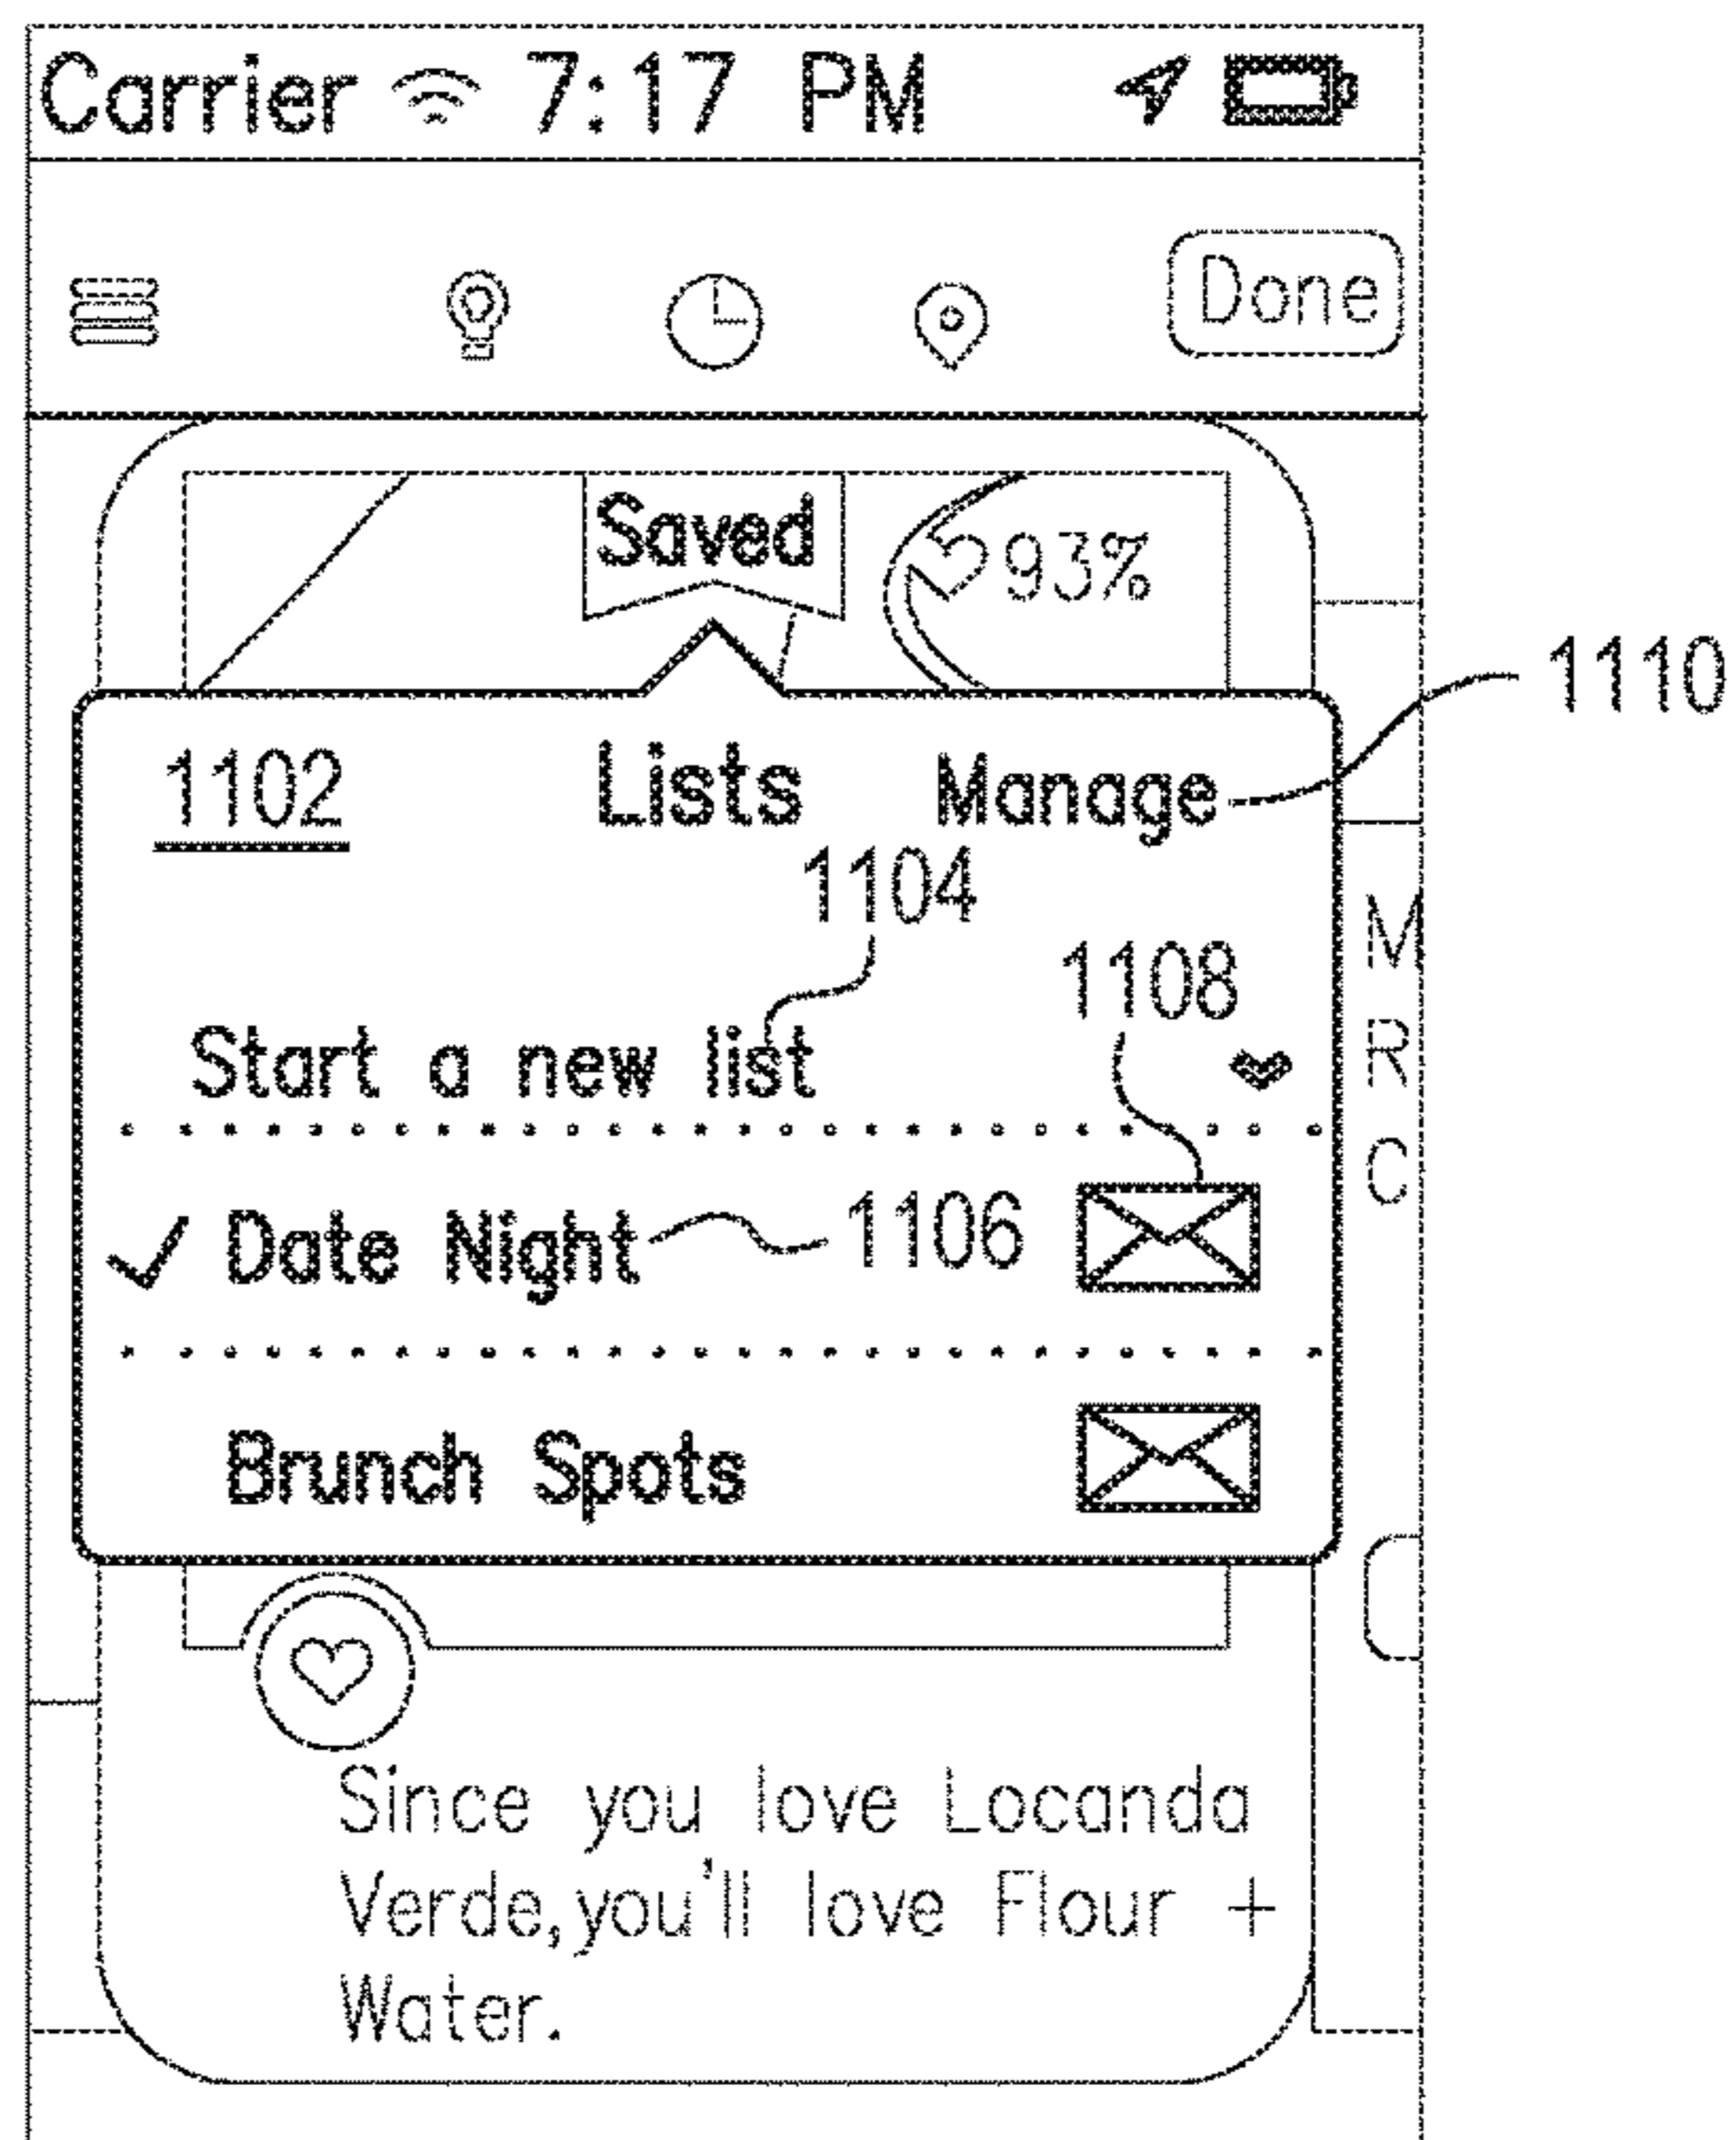 Carrier 7:17 PM
Done
Saved
93%
1110
1102 Lists Manage
1104
1108
Start a new list
Date Night 1106
Brunch Spots
M
R
C
Since you love Locanda
Verde,you'll love Flour +
Water.